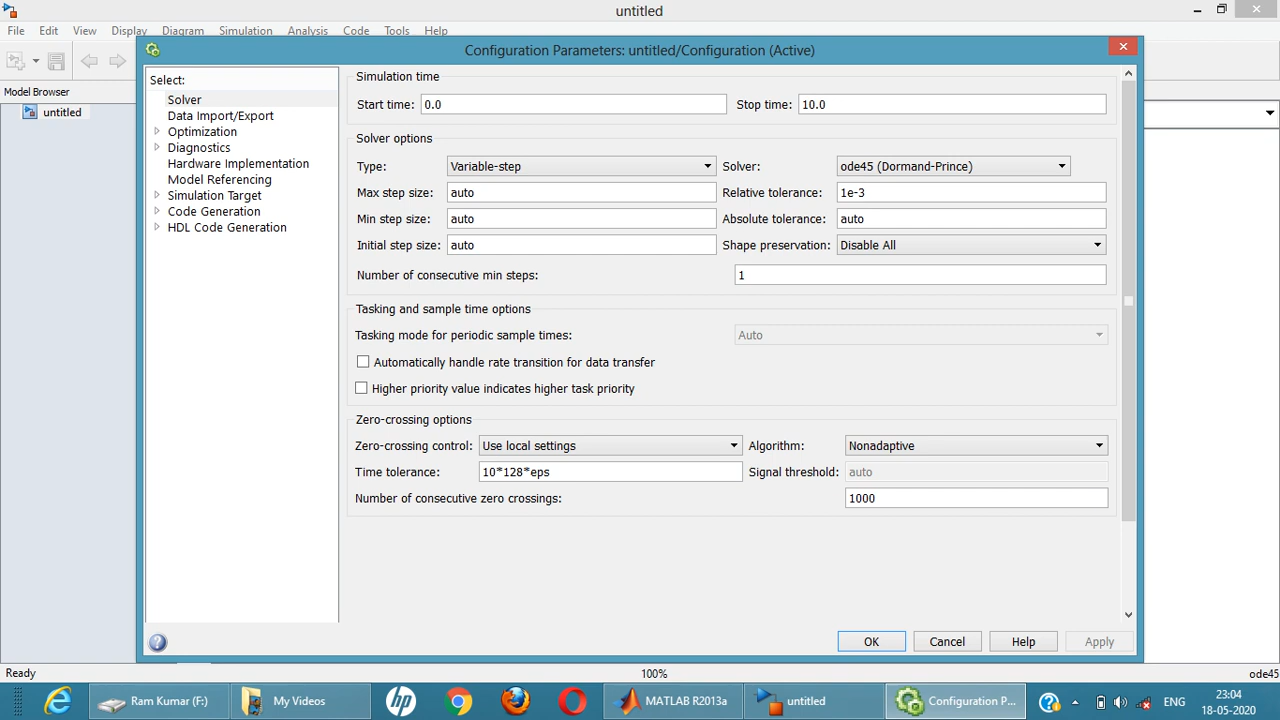 untitled
File Edit View Display Diagram Simulation Analysis Code Tools Help
Configuration Parameters: untitled/Configuration (Active)
Model Browser
untitled
Select:
Solver
Data Import/Export
Optimization
Diagnostics
Hardware Implementation
Model Referencing
Simulation Target
Code Generation
HDL Code Generation
Simulation time
Start time: 0.0 Stop time: 10.0
Solver options
Type: Variable-step Solver: ode45 (Dormand-Prince)
Max step size: auto Relative tolerance: 1e-3
Min step size: auto Absolute tolerance: auto
Initial step size: auto Shape preservation: Disable All
Number of consecutive min steps: 1
Tasking and sample time options
Tasking mode for periodic sample times: Auto
Automatically handle rate transition for data transfer
Higher priority value indicates higher task priority
Zero-crossing options
Zero-crossing control: Use local settings Algorithm: Nonadaptive
Time tolerance: 10*128*eps Signal threshold: auto
Number of consecutive zero crossings: 1000
OK Cancel Help Apply
Ready 100% ode45
Ram Kumar (F:) My Videos MATLAB R2013a untitled Configuration P... ENG 23:04
18-05-2020